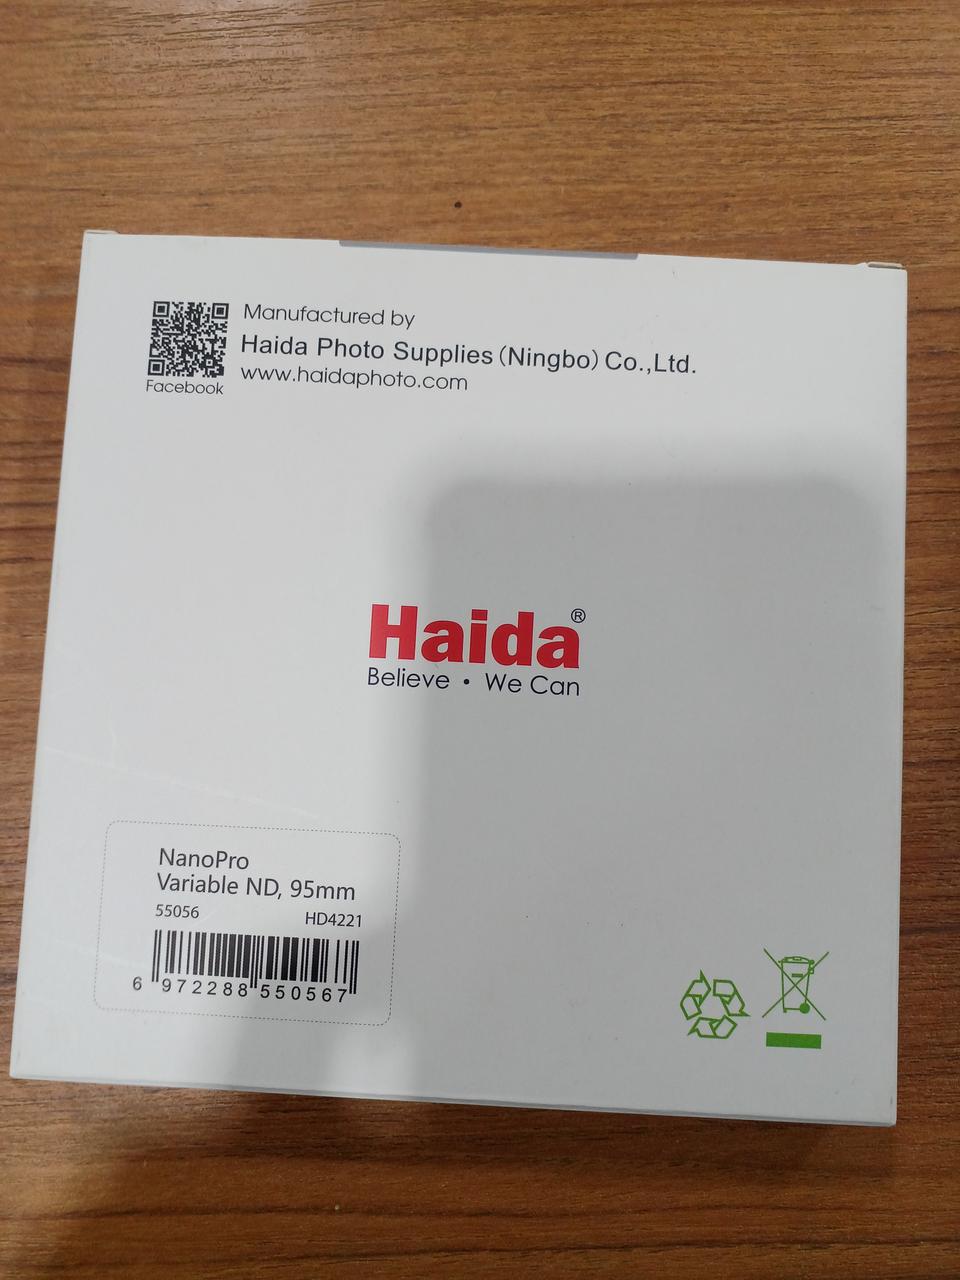 Manufactured by
Haida Photo Supplies (Ningbo) Co.,Ltd.
www.haidaphoto.com
Facebook
Haida®
Believe • We Can
NanoPro
Variable ND, 95mm
55056 HD4221
6 972288 550567